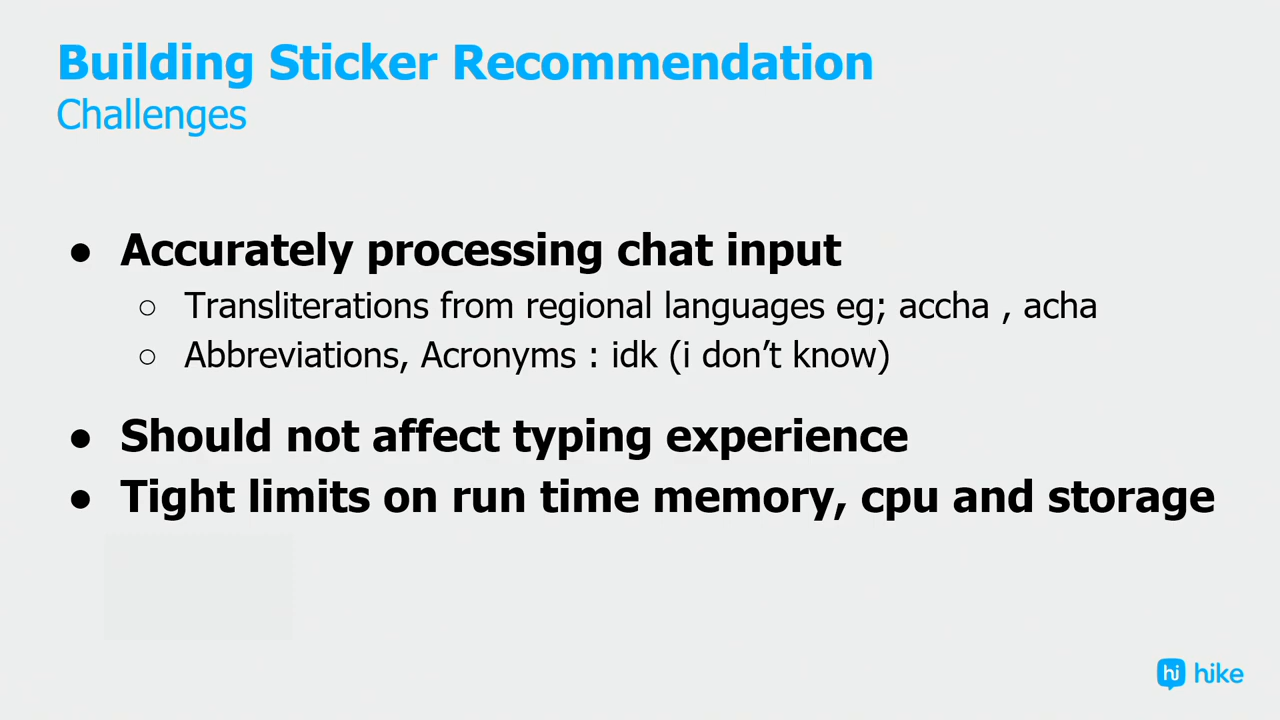 Building Sticker Recommendation
Challenges
● Accurately processing chat input
○ Transliterations from regional languages eg; accha , acha
○ Abbreviations, Acronyms : idk (i don’t know)
● Should not affect typing experience
● Tight limits on run time memory, cpu and storage
hi hike